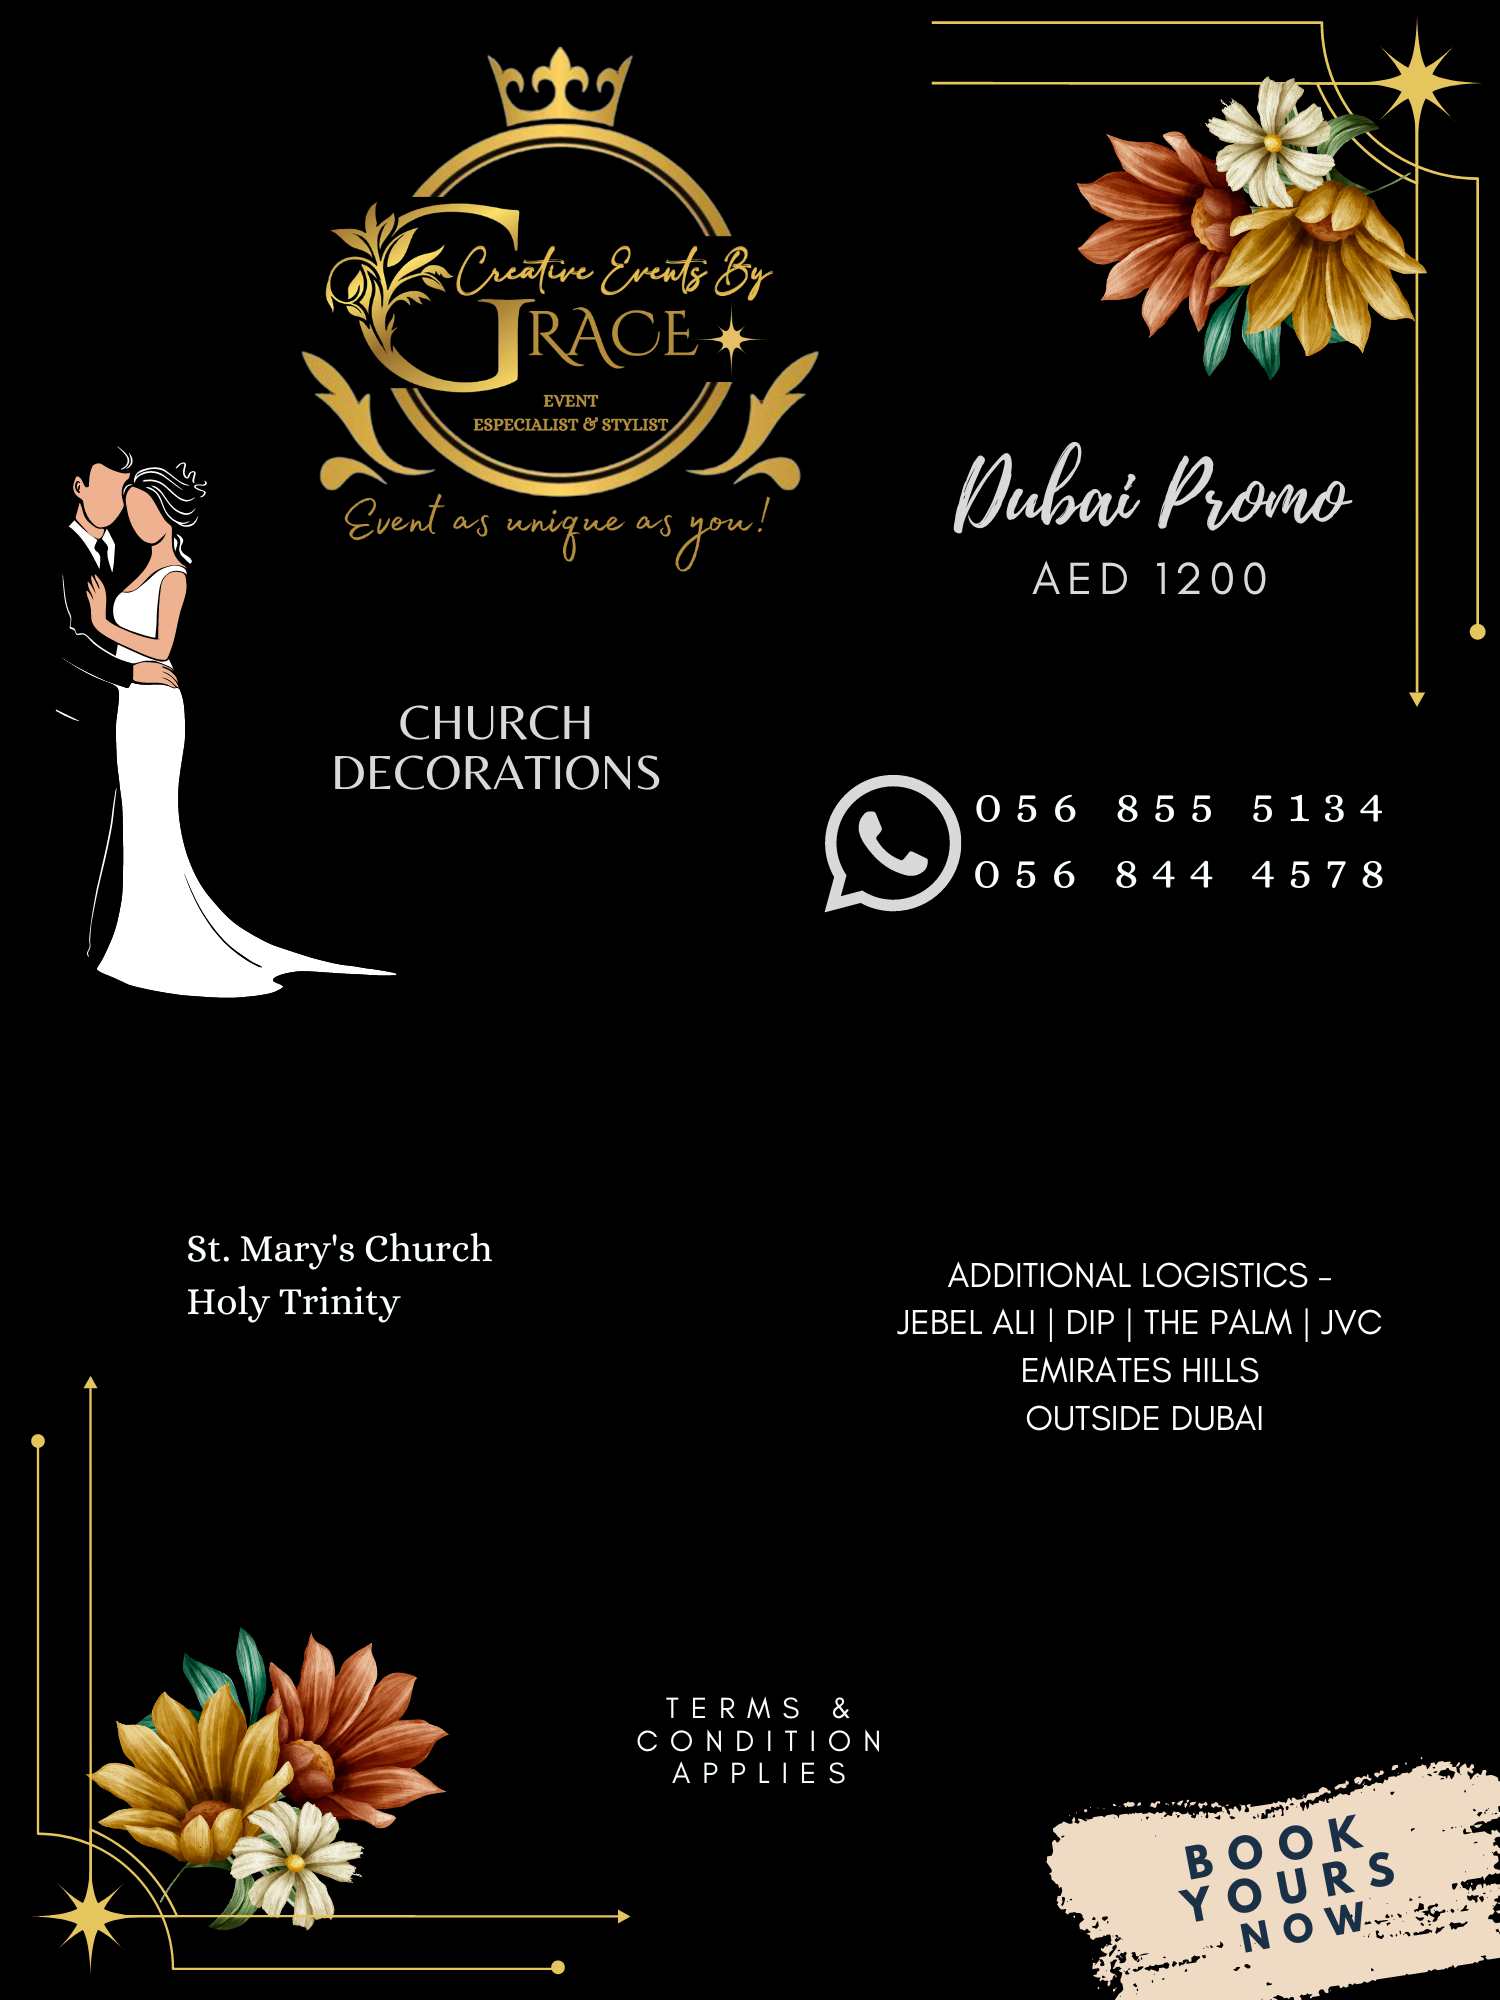 Creative Events By
GRACE
EVENT
ESPECIALIST & STYLIST
Event as unique as you!
Dubai Promo
AED 1200
CHURCH
DECORATIONS
056 855 5134
056 844 4578
St. Mary's Church
Holy Trinity
ADDITIONAL LOGISTICS -
JEBEL ALI | DIP | THE PALM | JVC
EMIRATES HILLS
OUTSIDE DUBAI
TERMS &
CONDITION
APPLIES
BOOK
YOURS
NOW